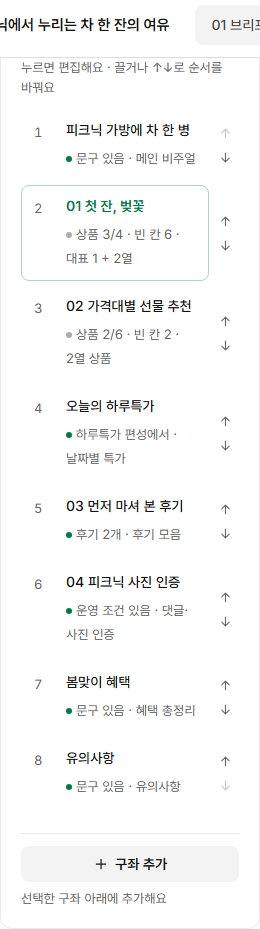 닉에서 누리는 차 한 잔의 여유
01 브리프
누르면 편집해요 · 끌거나 ↑↓로 순서를
바꿔요
1
피크닉 가방에 차 한 병
↑
문구 있음 · 메인 비주얼
↓
2
01 첫 잔, 벚꽃
↑
상품 3/4 · 빈 칸 6 ·
↓
대표 1 + 2열
3
02 가격대별 선물 추천
↑
상품 2/6 · 빈 칸 2 ·
↓
2열 상품
4
오늘의 하루특가
↑
하루특가 편성에서 ·
↓
날짜별 특가
5
03 먼저 마셔 본 후기
↑
후기 2개 · 후기 모음
↓
6
04 피크닉 사진 인증
↑
운영 조건 있음 · 댓글·
↓
사진 인증
7
봄맞이 혜택
↑
문구 있음 · 혜택 총정리
↓
8
유의사항
↑
문구 있음 · 유의사항
↓
+ 구좌 추가
선택한 구좌 아래에 추가해요